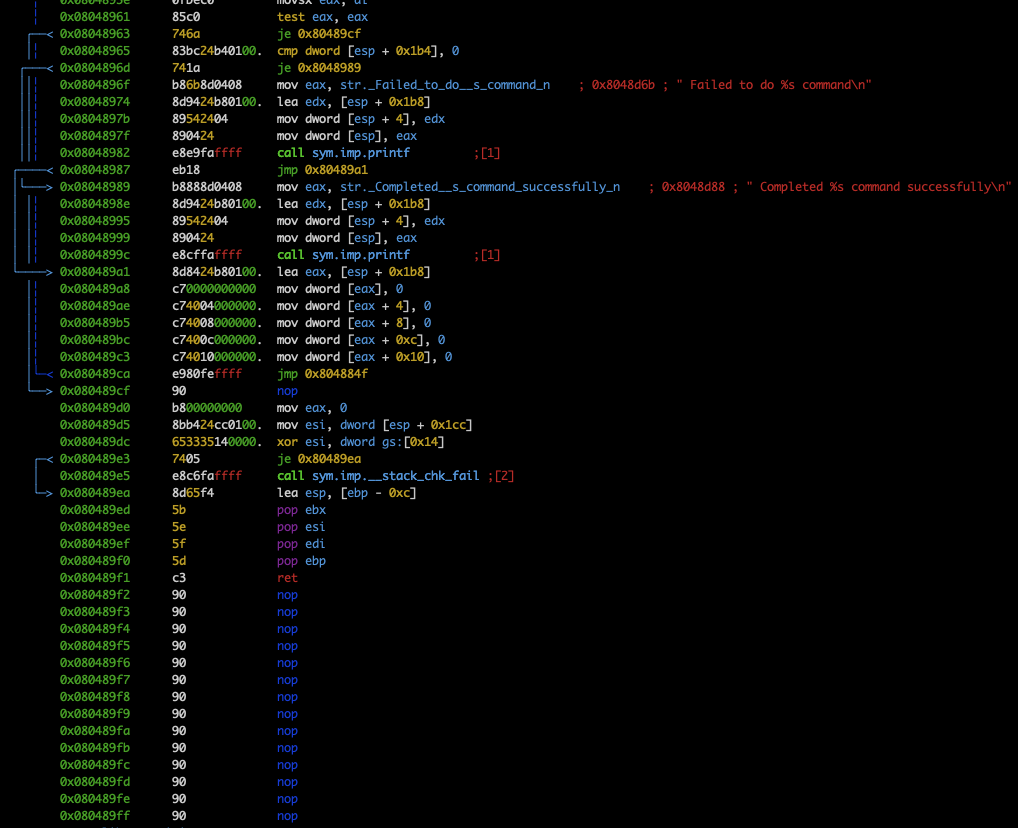 0x08048961 85c0 test eax, eax
0x08048963 746a je 0x80489cf
0x08048965 83bc24b40100. cmp dword [esp + 0x1b4], 0
0x0804896d 741a je 0x8048989
0x0804896f b86b8d0408 mov eax, str._Failed_to_do__s_command_n ; 0x8048d6b ; " Failed to do %s command\n"
0x08048974 8d9424b80100. lea edx, [esp + 0x1b8]
0x0804897b 89542404 mov dword [esp + 4], edx
0x0804897f 890424 mov dword [esp], eax
0x08048982 e8e9faffff call sym.imp.printf ;[1]
0x08048987 eb18 jmp 0x80489a1
0x08048989 b8888d0408 mov eax, str._Completed__s_command_successfully_n ; 0x8048d88 ; " Completed %s command successfully\n"
0x0804898e 8d9424b80100. lea edx, [esp + 0x1b8]
0x08048995 89542404 mov dword [esp + 4], edx
0x08048999 890424 mov dword [esp], eax
0x0804899c e8cffaffff call sym.imp.printf ;[1]
0x080489a1 8d8424b80100. lea eax, [esp + 0x1b8]
0x080489a8 c70000000000 mov dword [eax], 0
0x080489ae c74004000000. mov dword [eax + 4], 0
0x080489b5 c74008000000. mov dword [eax + 8], 0
0x080489bc c7400c000000. mov dword [eax + 0xc], 0
0x080489c3 c74010000000. mov dword [eax + 0x10], 0
0x080489ca e980feffff jmp 0x804884f
0x080489cf 90 nop
0x080489d0 b800000000 mov eax, 0
0x080489d5 8bb424cc0100. mov esi, dword [esp + 0x1cc]
0x080489dc 653335140000. xor esi, dword gs:[0x14]
0x080489e3 7405 je 0x80489ea
0x080489e5 e8c6faffff call sym.imp.__stack_chk_fail ;[2]
0x080489ea 8d65f4 lea esp, [ebp - 0xc]
0x080489ed 5b pop ebx
0x080489ee 5e pop esi
0x080489ef 5f pop edi
0x080489f0 5d pop ebp
0x080489f1 c3 ret
0x080489f2 90 nop
0x080489f3 90 nop
0x080489f4 90 nop
0x080489f5 90 nop
0x080489f6 90 nop
0x080489f7 90 nop
0x080489f8 90 nop
0x080489f9 90 nop
0x080489fa 90 nop
0x080489fb 90 nop
0x080489fc 90 nop
0x080489fd 90 nop
0x080489fe 90 nop
0x080489ff 90 nop